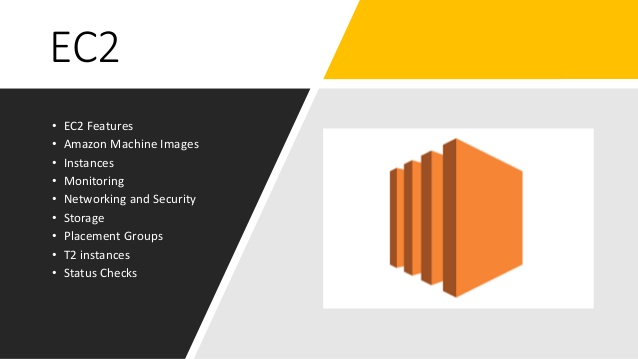 EC2
• EC2 Features
• Amazon Machine Images
• Instances
• Monitoring
• Networking and Security
• Storage
• Placement Groups
• T2 instances
• Status Checks